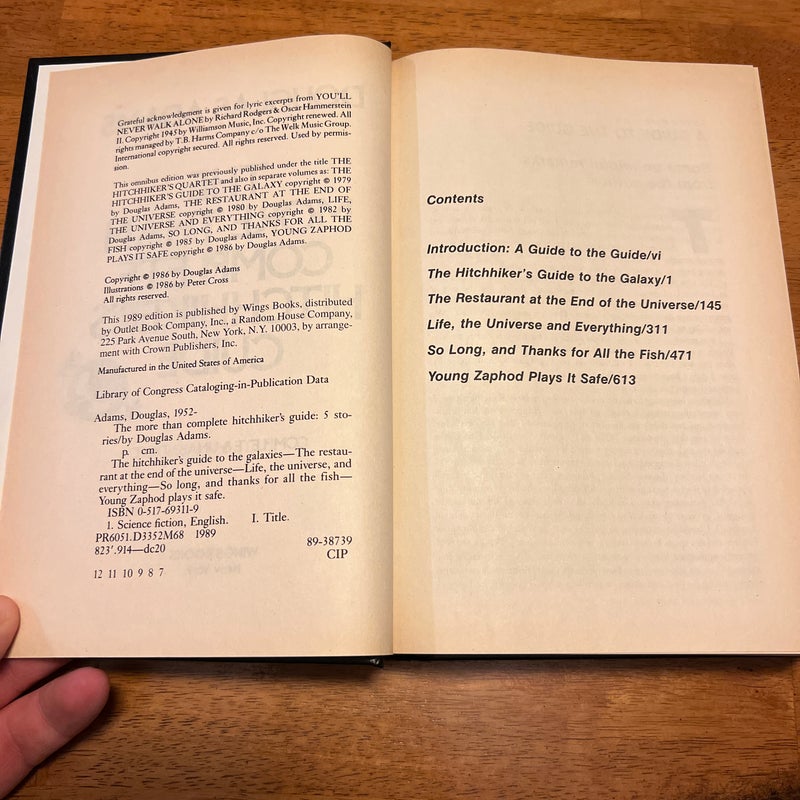 Grateful acknowledgment is given for lyric excerpts from YOU'LL
NEVER WALK ALONE by Richard Rodgers & Oscar Hammerstein
II. Copyright 1945 by Williamson Music, Inc. Copyright renewed. All
rights managed by T.B. Harms Company c/o The Welk Music Group.
International copyright secured. All rights reserved. Used by permis-
sion.
This omnibus edition was previously published under the title THE
HITCHHIKER'S QUARTET and also in separate volumes as: THE
HITCHHIKER'S GUIDE TO THE GALAXY copyright © 1979
by Douglas Adams, THE RESTAURANT AT THE END OF
THE UNIVERSE copyright © 1980 by Douglas Adams, LIFE,
THE UNIVERSE AND EVERYTHING copyright © 1982 by
Douglas Adams, SO LONG, AND THANKS FOR ALL THE
FISH copyright © 1985 by Douglas Adams, YOUNG ZAPHOD
PLAYS IT SAFE copyright © 1986 by Douglas Adams.
Copyright © 1986 by Douglas Adams
Illustrations © 1986 by Peter Cross
All rights reserved.
This 1989 edition is published by Wings Books, distributed
by Outlet Book Company, Inc., a Random House Company,
225 Park Avenue South, New York, N.Y. 10003, by arrange-
ment with Crown Publishers, Inc.
Manufactured in the United States of America
Library of Congress Cataloging-in-Publication Data
Adams, Douglas, 1952-
The more than complete hitchhiker's guide: 5 sto-
ries/by Douglas Adams.
p. cm.
The hitchhiker's guide to the galaxies—The restau-
rant at the end of the universe—Life, the universe, and
everything—So long, and thanks for all the fish—
Young Zaphod plays it safe.
ISBN 0-517-69311-9
1. Science fiction, English. I. Title.
PR6051.D3352M68 1989
823'.914—dc20 89-38739
CIP
12 11 10 9 8 7
Contents
Introduction: A Guide to the Guide/vi
The Hitchhiker's Guide to the Galaxy/1
The Restaurant at the End of the Universe/145
Life, the Universe and Everything/311
So Long, and Thanks for All the Fish/471
Young Zaphod Plays It Safe/613